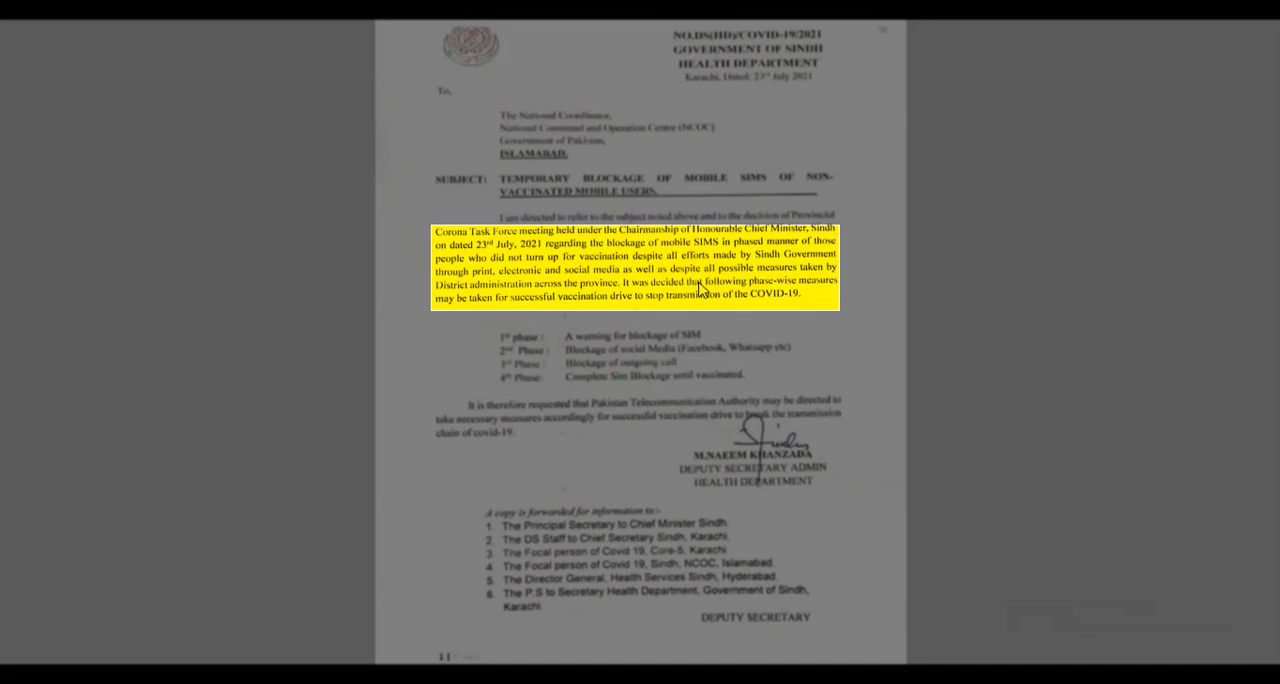 NO.DS(HD)/COVID-19/2021
GOVERNMENT OF SINDH
HEALTH DEPARTMENT
Karachi, Dated: 23rd July 2021
To,
The National Coordinator,
National Command and Operation Centre (NCOC)
Government of Pakistan,
ISLAMABAD.
SUBJECT: TEMPORARY BLOCKAGE OF MOBILE SIMS OF NON-
VACCINATED MOBILE USERS.
I am directed to refer to the subject noted above and to the decision of Provincial
Corona Task Force meeting held under the Chairmanship of Honourable Chief Minister, Sindh
on dated 23rd July, 2021 regarding the blockage of mobile SIMS in phased manner of those
people who did not turn up for vaccination despite all efforts made by Sindh Government
through print, electronic and social media as well as despite all possible measures taken by
District administration across the province. It was decided that following phase-wise measures
may be taken for successful vaccination drive to stop transmission of the COVID-19.
1st phase : A warning for blockage of SIM
2nd Phase : Blockage of social Media (Facebook, Whatsapp etc)
3rd Phase : Blockage of outgoing call
4th Phase: Complete Sim Blockage until vaccinated.
It is therefore requested that Pakistan Telecommunication Authority may be directed to
take necessary measures accordingly for successful vaccination drive to break the transmission
chain of covid-19.
M.NAEEM KHANZADA
DEPUTY SECRETARY ADMIN
HEALTH DEPARTMENT
A copy is forwarded for information to:-
1 The Principal Secretary to Chief Minister Sindh.
2. The DS Staff to Chief Secretary Sindh, Karachi.
3. The Focal person of Covid 19, Core-5, Karachi
4. The Focal person of Covid 19, Sindh, NCOC, Islamabad.
5. The Director General, Health Services Sindh, Hyderabad.
6. The P.S to Secretary Health Department, Government of Sindh,
Karachi.
DEPUTY SECRETARY